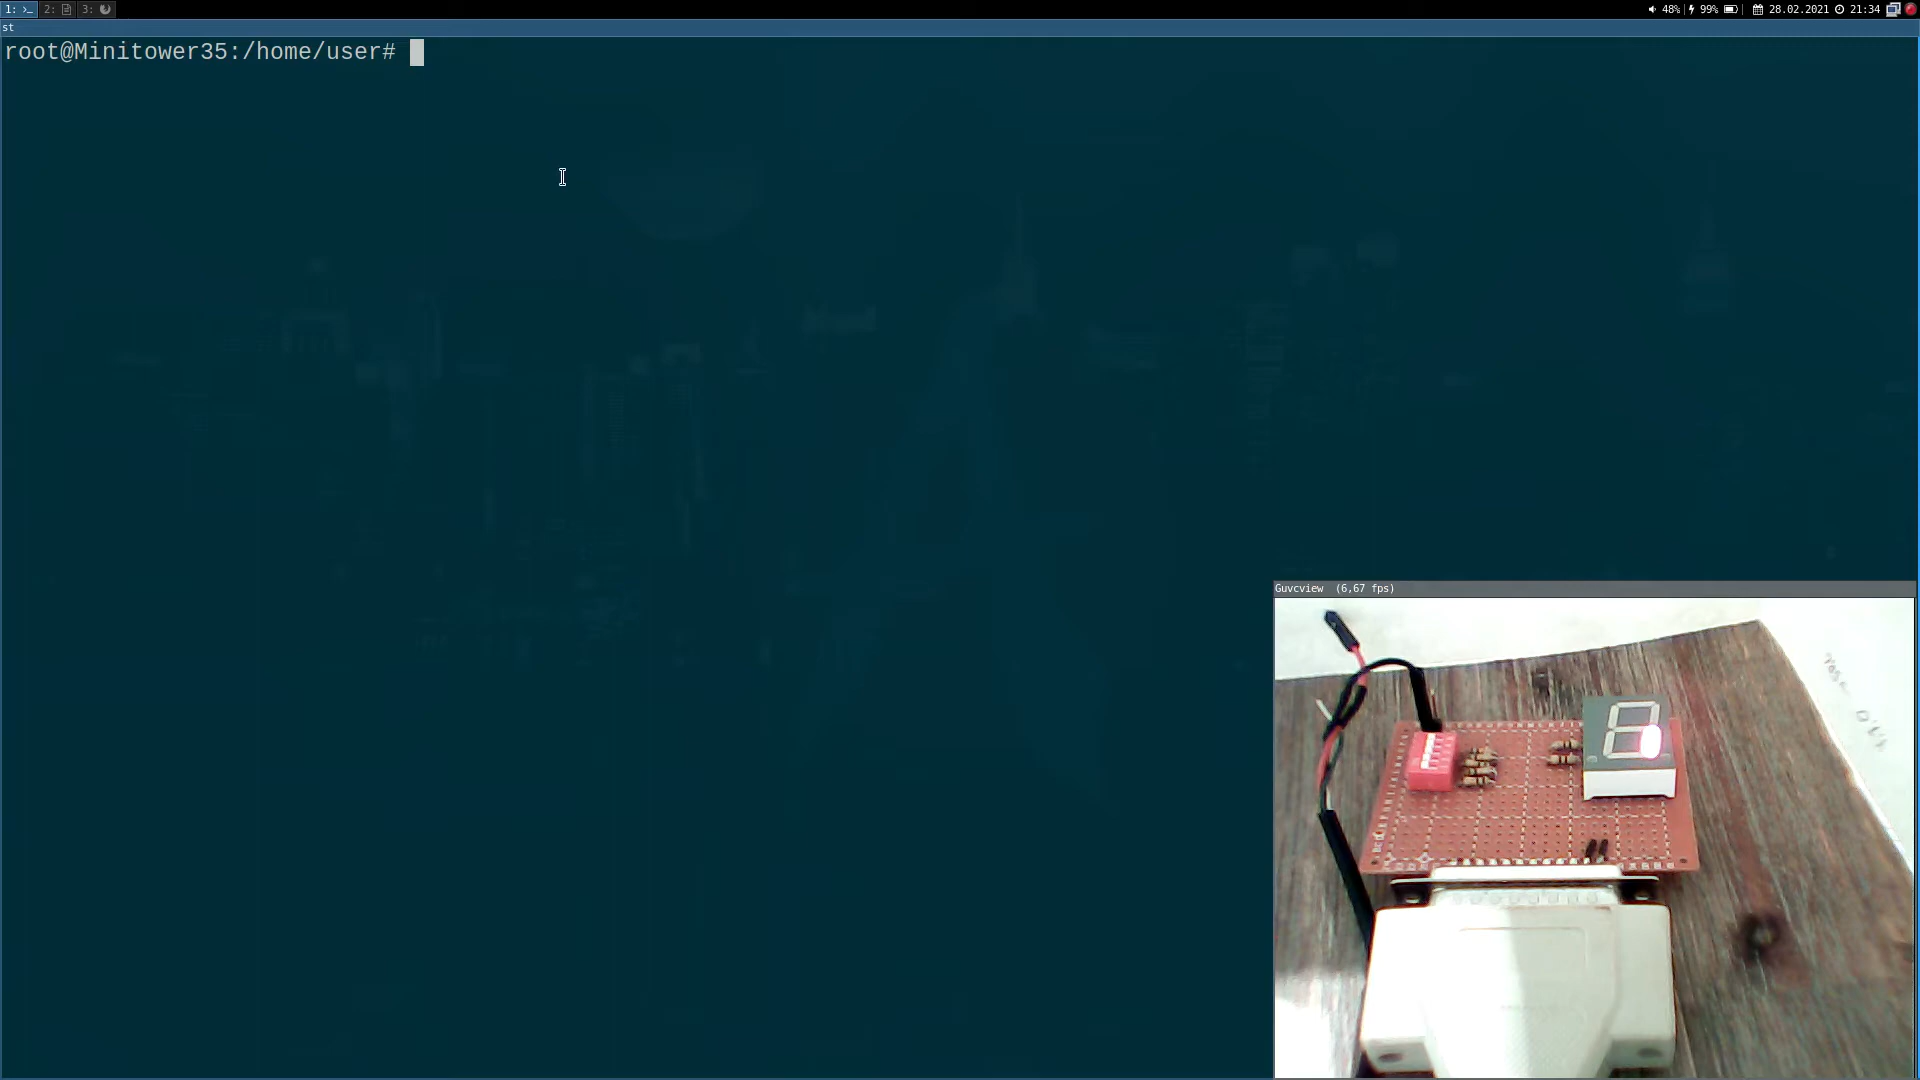 1: >_ 2: 3: 48% 99% 28.02.2021 21:34
st
root@Minitower35:/home/user#
Guvcview (6,67 fps)